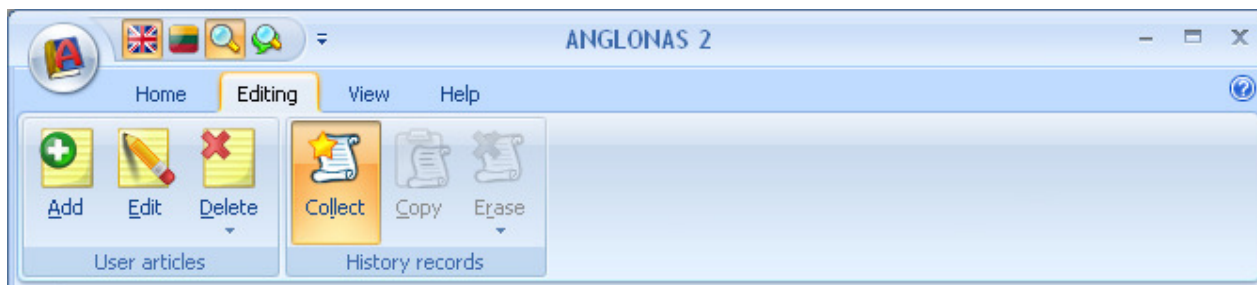 ANGLONAS 2
Home Editing View Help
Add Edit Delete Collect Copy Erase
User articles History records